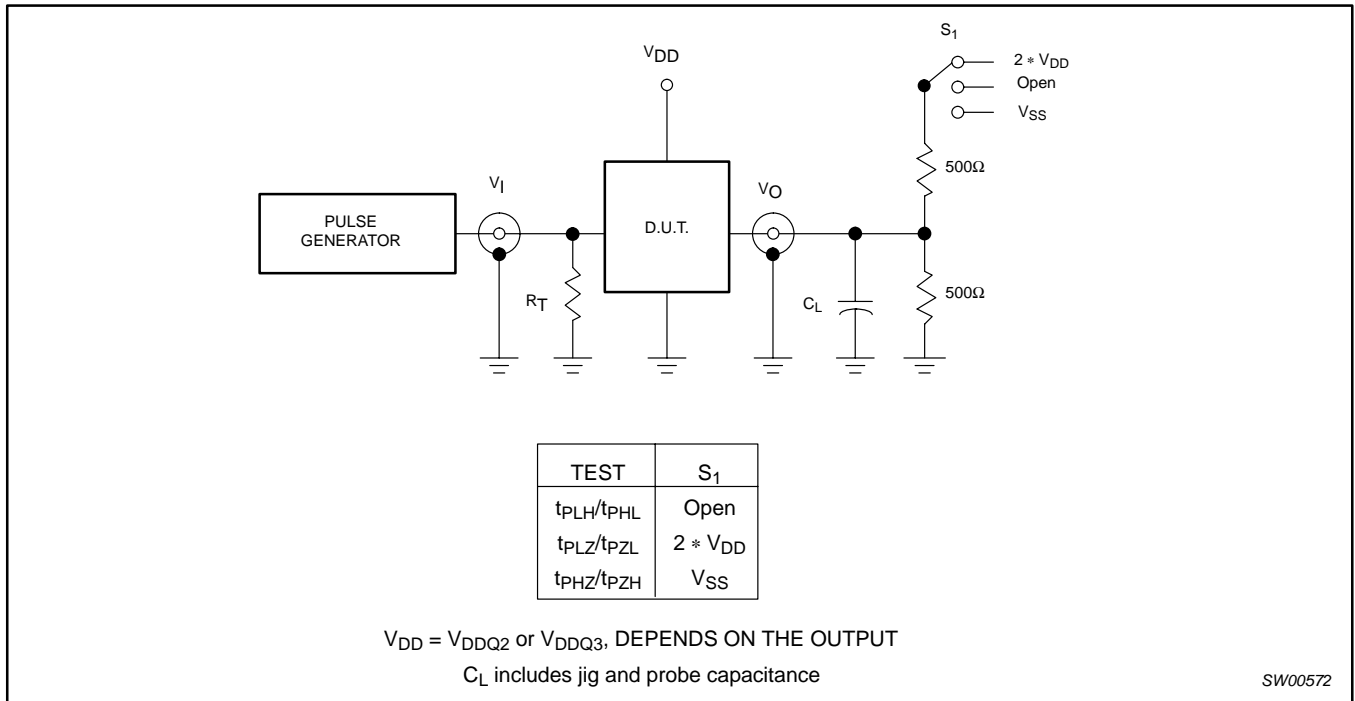 S1
VDD
2 * VDD
Open
VSS
500Ω
VI
VO
PULSE
GENERATOR
D.U.T.
RT
CL
500Ω
TEST S1
tPLH/tPHL Open
tPLZ/tPZL 2 * VDD
tPHZ/tPZH VSS
VDD = VDDQ2 or VDDQ3, DEPENDS ON THE OUTPUT
CL includes jig and probe capacitance
SW00572